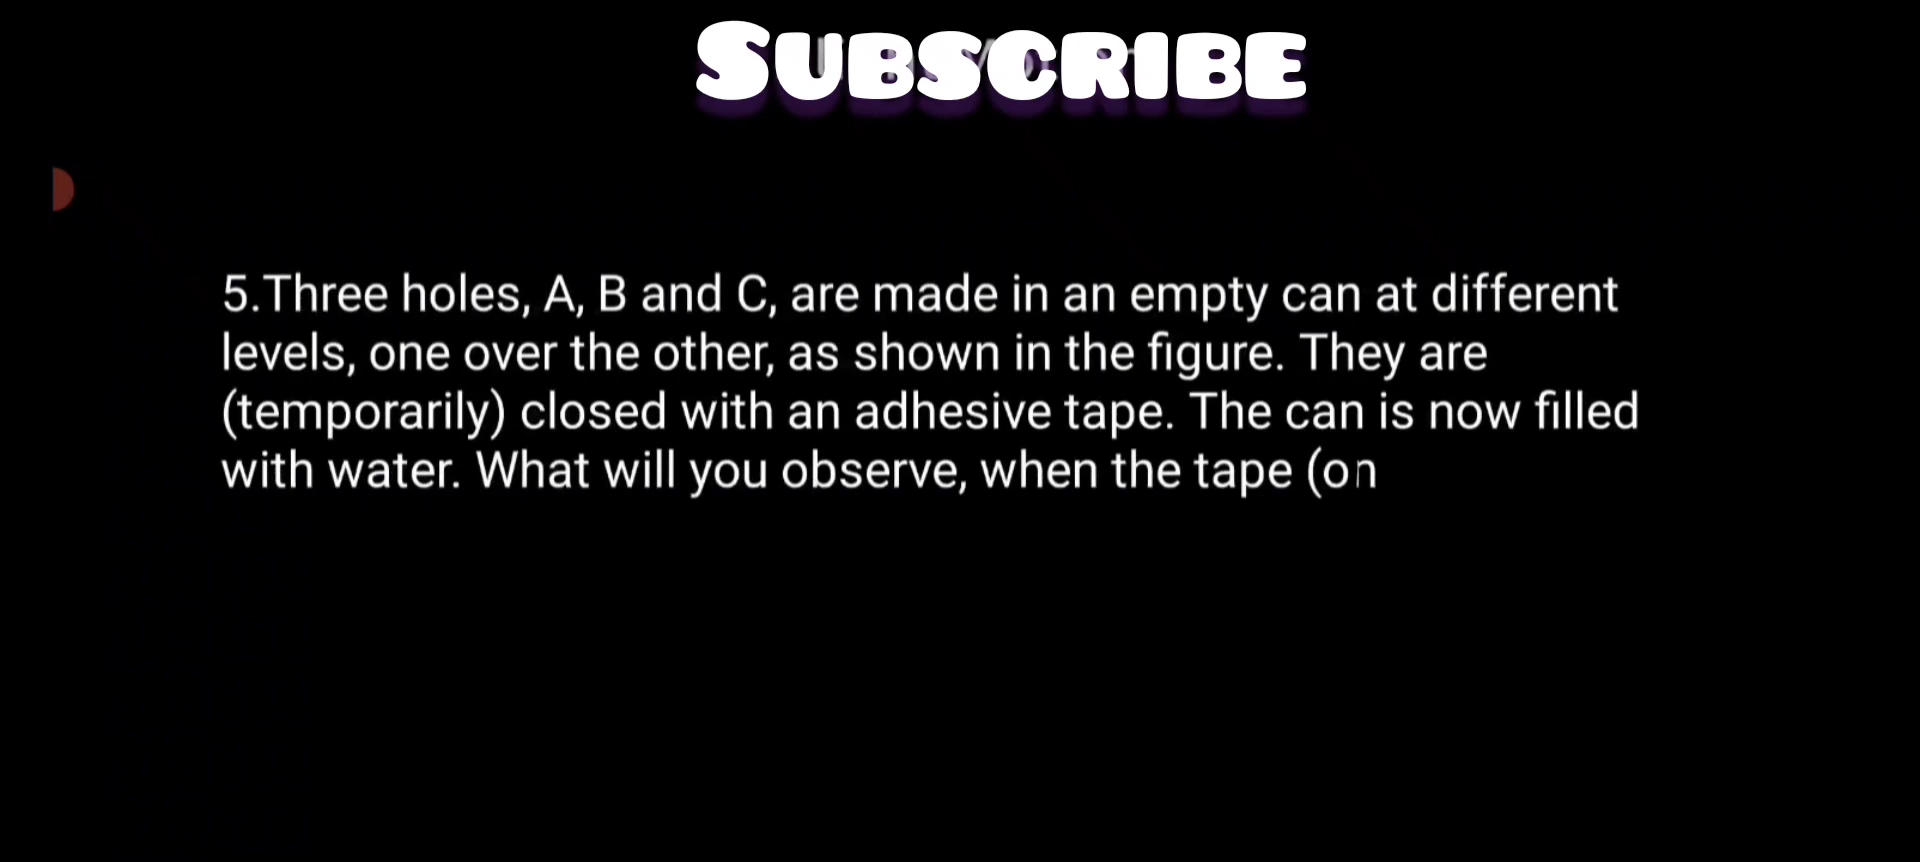 SUBSCRIBE
5.Three holes, A, B and C, are made in an empty can at different
levels, one over the other, as shown in the figure. They are
(temporarily) closed with an adhesive tape. The can is now filled
with water. What will you observe, when the tape (on